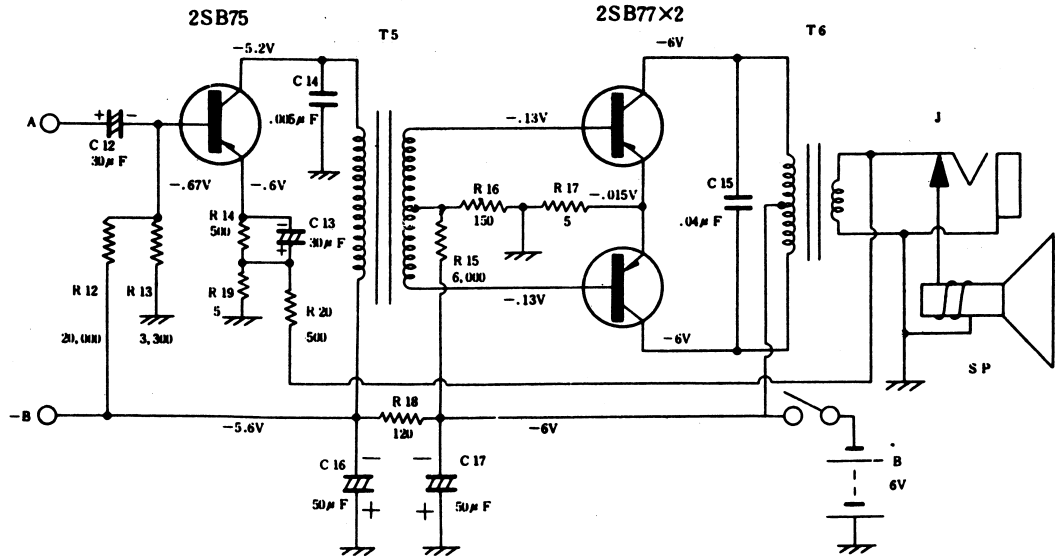 2SB75
2SB77×2
T5
T6
−5.2V
−6V
C14
.005μF
A
+
−
C12
30μF
−.13V
J
−.67V
−.6V
R16
150
R17
5
−.015V
C15
.04μF
R14
500
−
C13
+
30μF
R15
6,000
R12
R13
R19
5
R20
500
−.13V
20,000
3,300
−6V
SP
−B
R18
120
−5.6V
−6V
C16
−
−
C17
B
6V
50μF
+
+
50μF